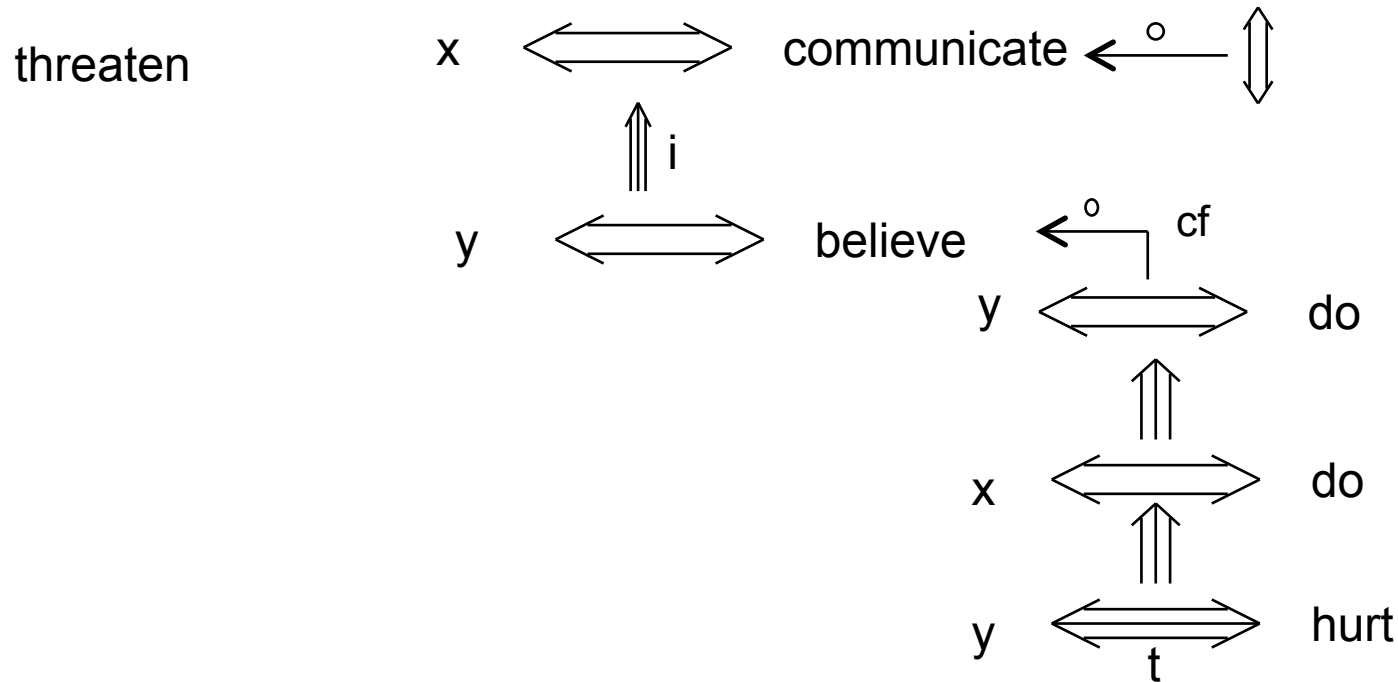 threaten
x communicate o
i
y believe o cf
y do
x do
y hurt
t